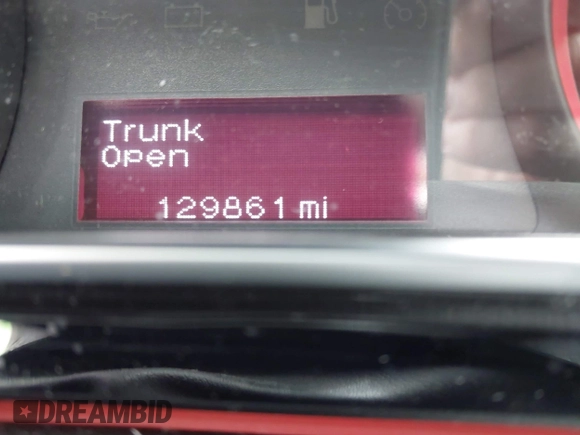 Trunk
Open
129861 mi
DREAMBID